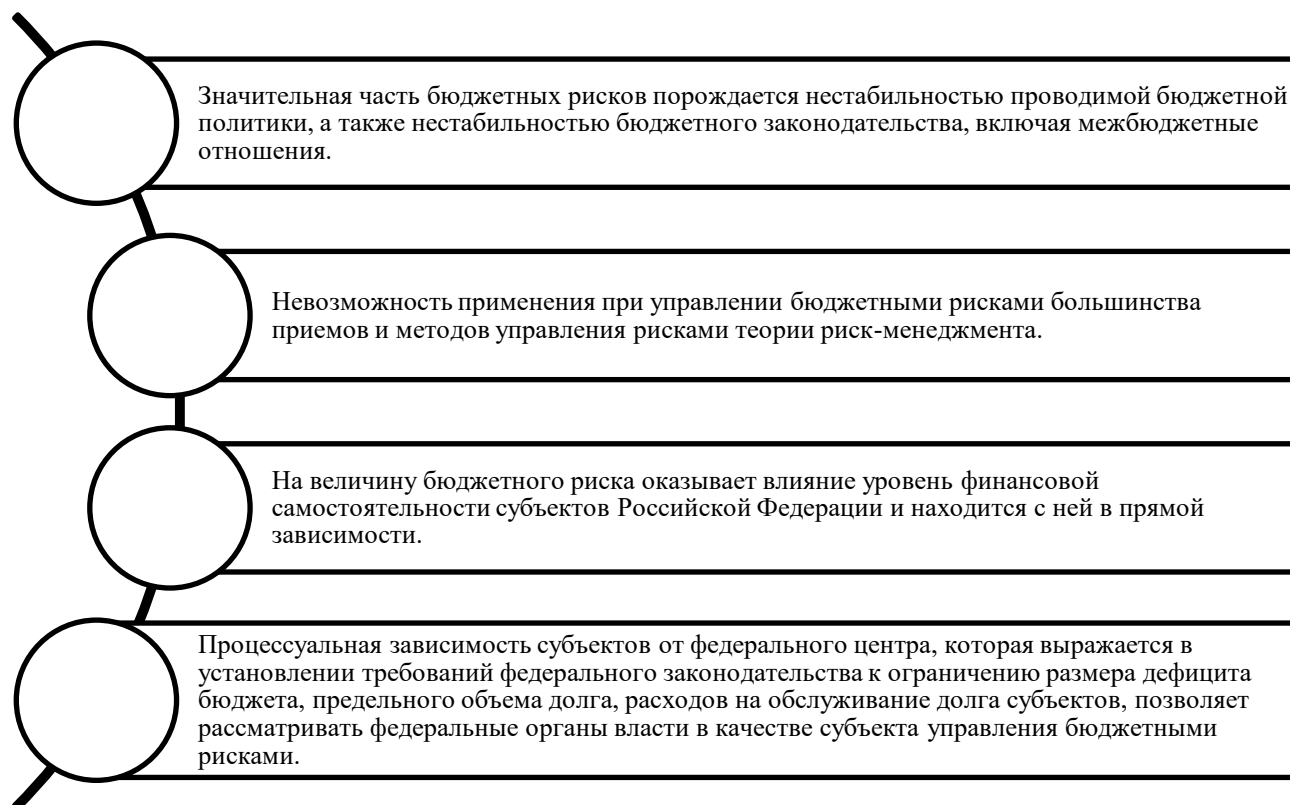 Значительная часть бюджетных рисков порождается нестабильностью проводимой бюджетной
политики, а также нестабильностью бюджетного законодательства, включая межбюджетные
отношения.
Невозможность применения при управлении бюджетными рисками большинства
приемов и методов управления рисками теории риск-менеджмента.
На величину бюджетного риска оказывает влияние уровень финансовой
самостоятельности субъектов Российской Федерации и находится с ней в прямой
зависимости.
Процессуальная зависимость субъектов от федерального центра, которая выражается в
установлении требований федерального законодательства к ограничению размера дефицита
бюджета, предельного объема долга, расходов на обслуживание долга субъектов, позволяет
рассматривать федеральные органы власти в качестве субъекта управления бюджетными
рисками.